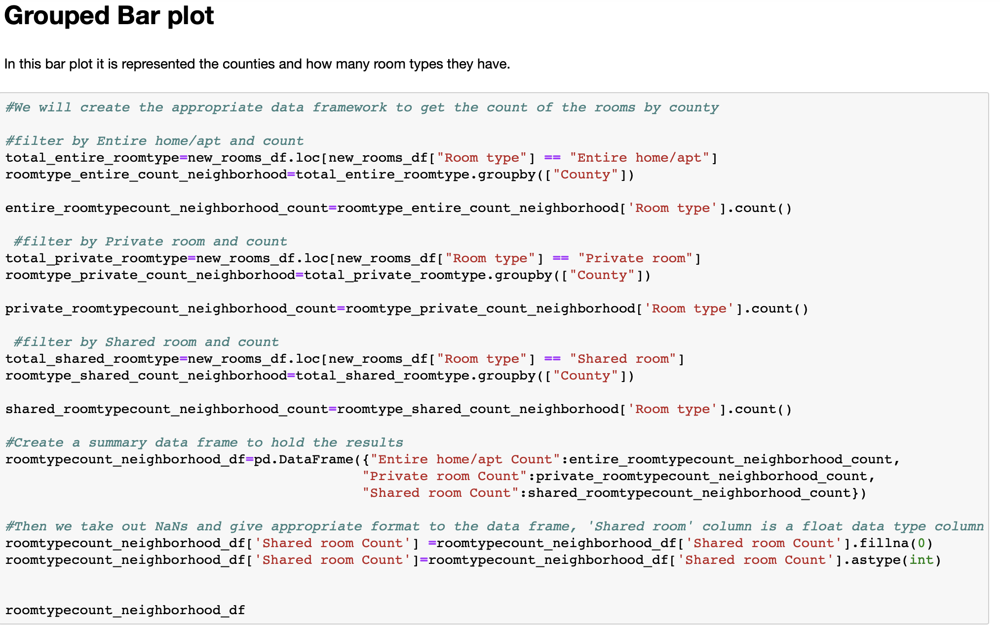 Grouped Bar plot
In this bar plot it is represented the counties and how many room types they have.
#We will create the appropriate data framework to get the count of the rooms by county
#filter by Entire home/apt and count
total_entire_roomtype=new_rooms_df.loc[new_rooms_df["Room type"] == "Entire home/apt"]
roomtype_entire_count_neighborhood=total_entire_roomtype.groupby(["County"])
entire_roomtypecount_neighborhood_count=roomtype_entire_count_neighborhood['Room type'].count()
#filter by Private room and count
total_private_roomtype=new_rooms_df.loc[new_rooms_df["Room type"] == "Private room"]
roomtype_private_count_neighborhood=total_private_roomtype.groupby(["County"])
private_roomtypecount_neighborhood_count=roomtype_private_count_neighborhood['Room type'].count()
#filter by Shared room and count
total_shared_roomtype=new_rooms_df.loc[new_rooms_df["Room type"] == "Shared room"]
roomtype_shared_count_neighborhood=total_shared_roomtype.groupby(["County"])
shared_roomtypecount_neighborhood_count=roomtype_shared_count_neighborhood['Room type'].count()
#Create a summary data frame to hold the results
roomtypecount_neighborhood_df=pd.DataFrame({"Entire home/apt Count":entire_roomtypecount_neighborhood_count,
"Private room Count":private_roomtypecount_neighborhood_count,
"Shared room Count":shared_roomtypecount_neighborhood_count})
#Then we take out NaNs and give appropriate format to the data frame, 'Shared room' column is a float data type column
roomtypecount_neighborhood_df['Shared room Count'] =roomtypecount_neighborhood_df['Shared room Count'].fillna(0)
roomtypecount_neighborhood_df['Shared room Count']=roomtypecount_neighborhood_df['Shared room Count'].astype(int)
roomtypecount_neighborhood_df